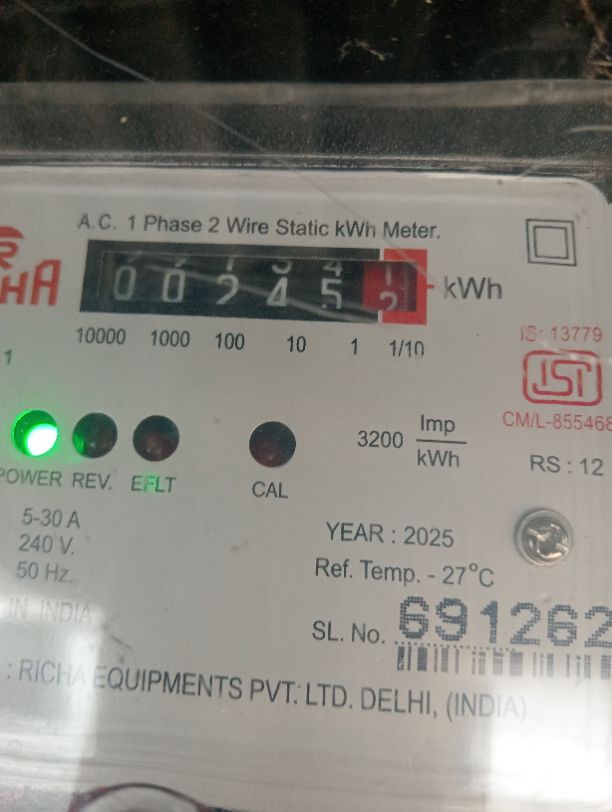 A.C. 1 Phase 2 Wire Static kWh Meter.
HA
0 0 2 4 5 kWh
10000 1000 100 10 1 1/10
1
IS: 13779
ISI
CM/L-855468
3200 Imp
kWh
RS : 12
POWER REV. EFLT CAL
5-30 A
240 V.
50 Hz.
YEAR : 2025
Ref. Temp. - 27°C
IN INDIA
SL. No. 691262
: RICHA EQUIPMENTS PVT. LTD. DELHI, (INDIA)